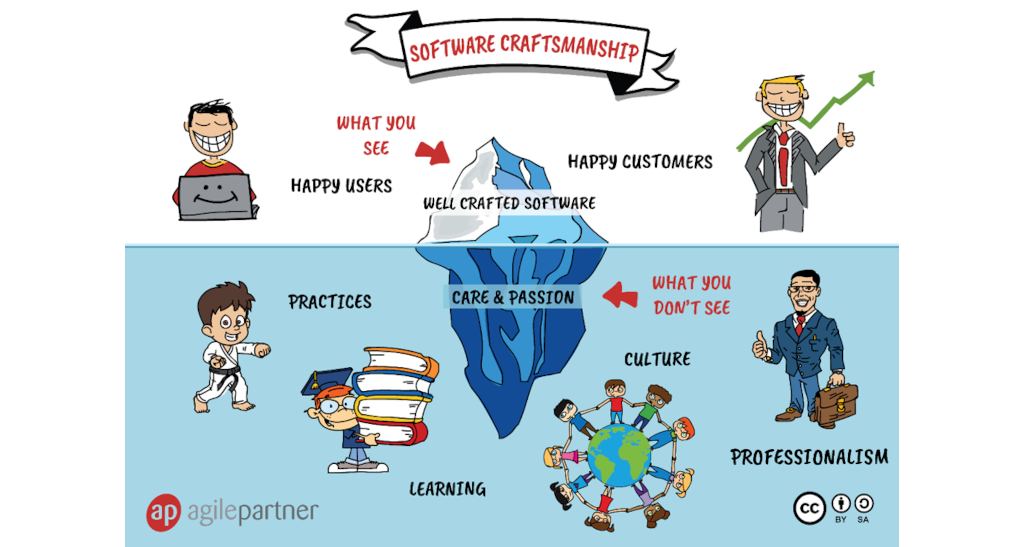 SOFTWARE CRAFTSMANSHIP
WHAT YOU
SEE
HAPPY USERS
HAPPY CUSTOMERS
WELL CRAFTED SOFTWARE
CARE & PASSION
WHAT YOU
DON'T SEE
PRACTICES
CULTURE
LEARNING
PROFESSIONALISM
ap agilepartner
cc
BY SA